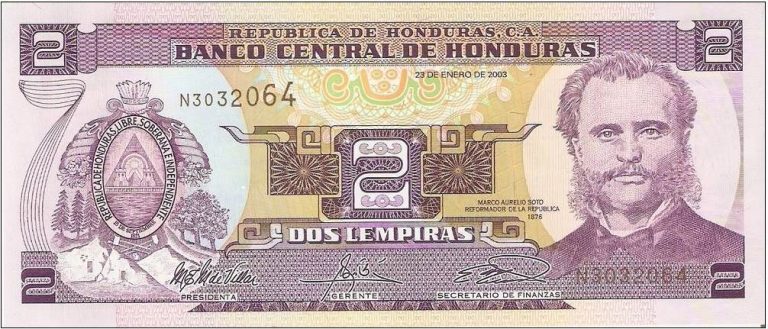 2
REPUBLICA DE HONDURAS, C.A.
2
BANCO CENTRAL DE HONDURAS
23 DE ENERO DE 2003
N3032064
REPUBLICA DE HONDURAS, LIBRE, SOBERANA E INDEPENDIENTE
2
MARCO AURELIO SOTO
REFORMADOR DE LA REPUBLICA
1876
DOS LEMPIRAS
2
PRESIDENTA
GERENTE
SECRETARIO DE FINANZAS
N3032064
2